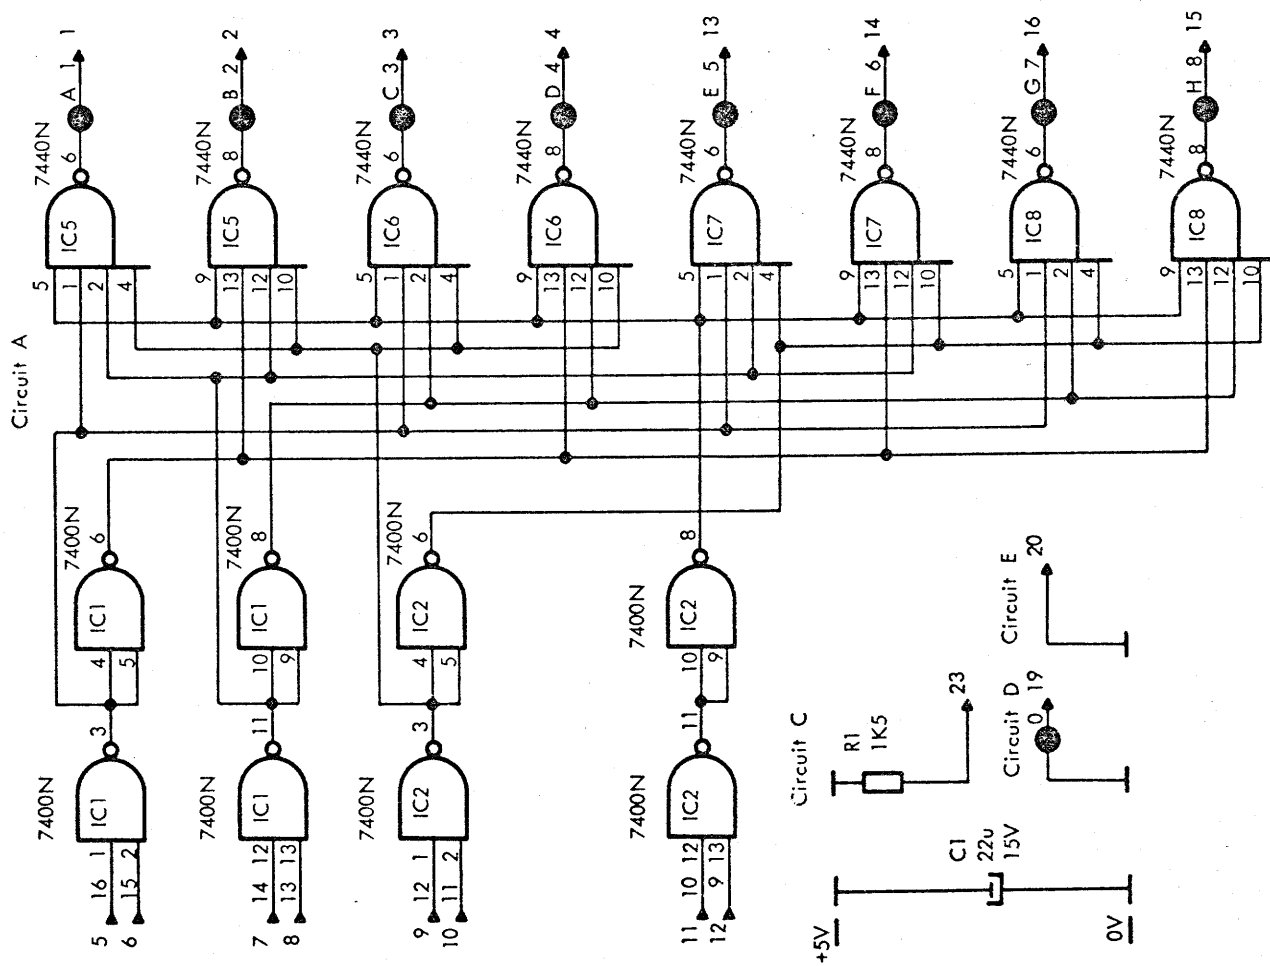 Circuit A
1 2 3 4 13 14 16 15
1 2 3 4 5 6 7 8
A B C D E F G H
6 8 6 8 6 8 6 8
7440N 7440N 7440N 7440N 7440N 7440N 7440N 7440N
IC5 IC5 IC6 IC6 IC7 IC7 IC8 IC8
5 1 2 4
9 13 12 10
5 1 2 4
9 13 12 10
5 1 2 4
9 13 12 10
5 1 2 4
9 13 12 10
6 8 6 8
7400N 7400N 7400N 7400N
IC1 IC1 IC2 IC2
4 5
10 9
4 5
10 9
3 11 3 11
7400N 7400N 7400N 7400N
IC1 IC1 IC2 IC2
1 2
12 13
1 2
12 13
16 15
14 13
12 11
10 9
5 6
7 8
9 10
11 12
Circuit C
R1
1K5
23
Circuit D
0 19
Circuit E
20
C1
22u
15V
+5V
0V